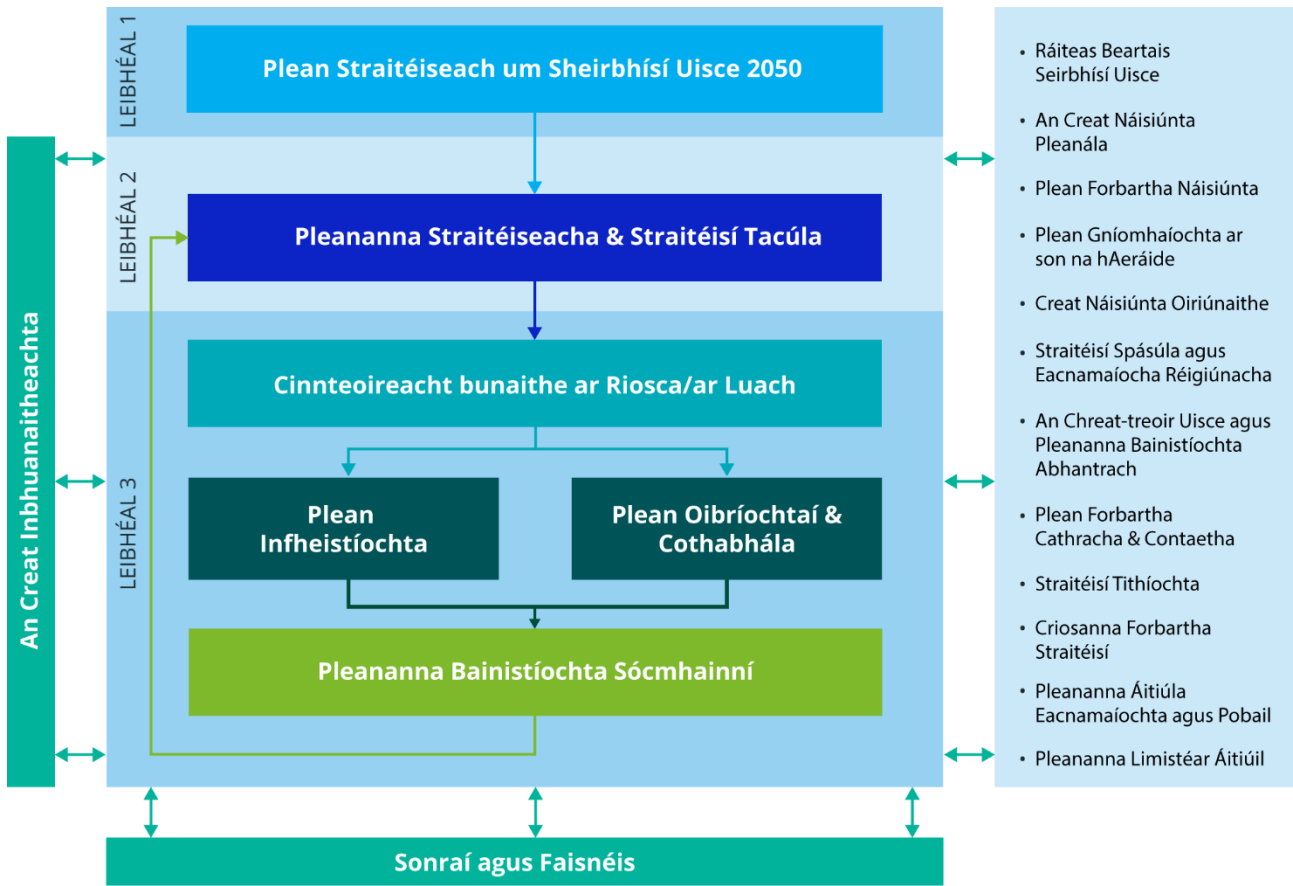 An Creat Inbhuanaitheachta
LEIBHÉAL 1
Plean Straitéiseach um Sheirbhísí Uisce 2050
LEIBHÉAL 2
Pleananna Straitéiseacha & Straitéisí Tacúla
LEIBHÉAL 3
Cinnteoireacht bunaithe ar Riosca/ar Luach
Plean
Infheistíochta
Plean Oibríochtaí &
Cothabhála
Pleananna Bainistíochta Sócmhainní
Sonraí agus Faisnéis
• Ráiteas Beartais
Seirbhísí Uisce
• An Creat Náisiúnta
Pleanála
• Plean Forbartha Náisiúnta
• Plean Gníomhaíochta ar
son na hAeráide
• Creat Náisiúnta Oiriúnaithe
• Straitéisí Spásúla agus
Eacnamaíocha Réigiúnacha
• An Chreat-treoir Uisce agus
Pleananna Bainistíochta
Abhantrach
• Plean Forbartha
Cathracha & Contaetha
• Straitéisí Tithíochta
• Criosanna Forbartha
Straitéisí
• Pleananna Áitiúla
Eacnamaíochta agus Pobail
• Pleananna Limistéar Áitiúil